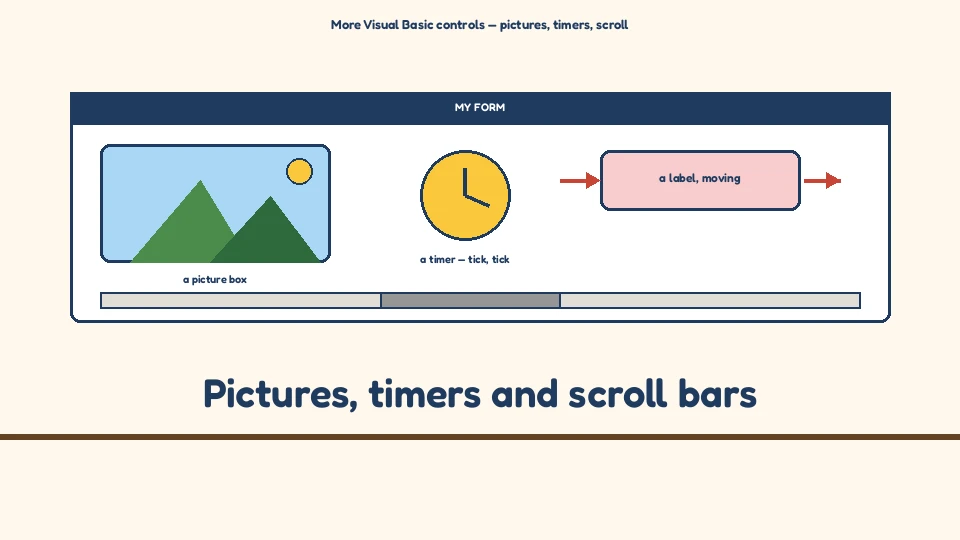 More Visual Basic controls — pictures, timers, scroll
MY FORM
a label, moving
a timer — tick, tick
a picture box
Pictures, timers and scroll bars